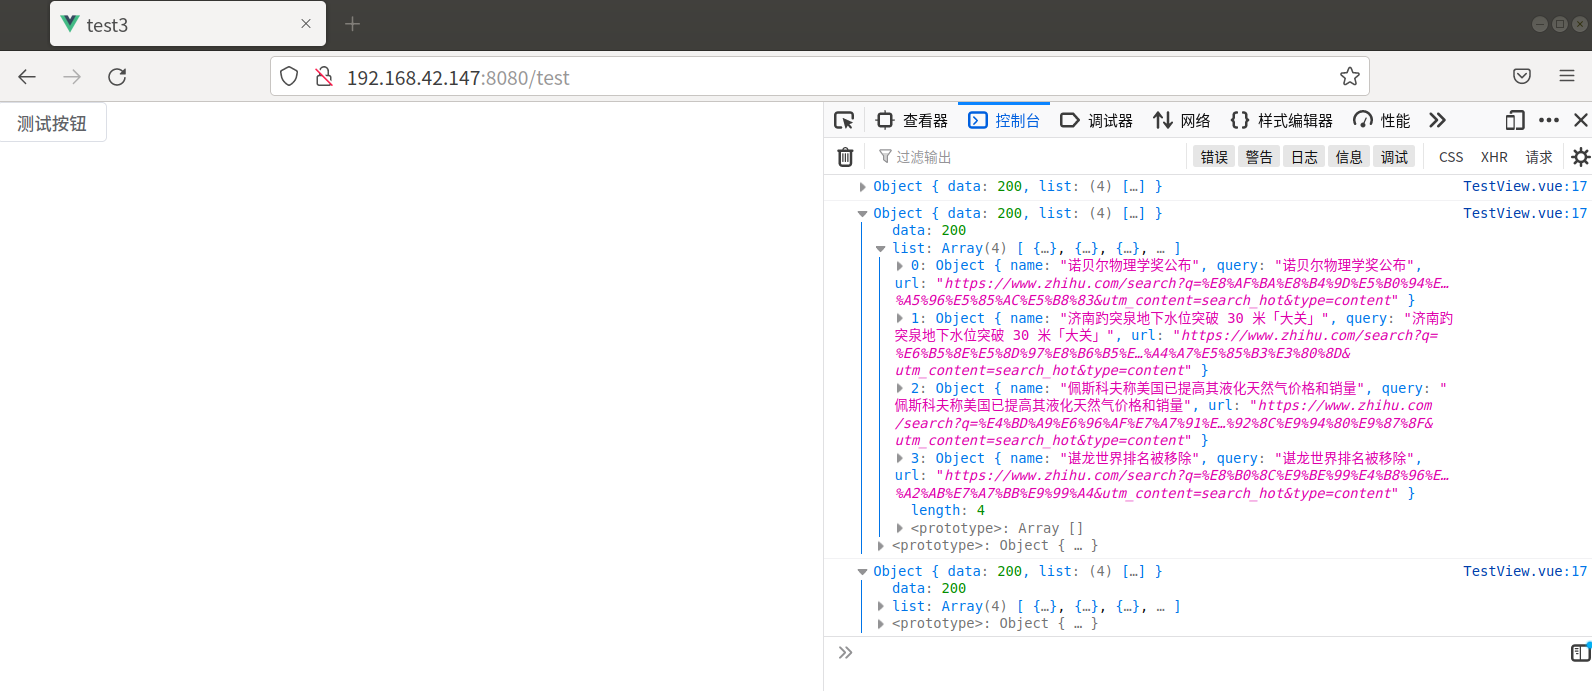 test3
192.168.42.147:8080/test
测试按钮
查看器 控制台 调试器 网络 {} 样式编辑器 性能
过滤输出 错误 警告 日志 信息 调试 CSS XHR 请求
Object { data: 200, list: (4) […] } TestView.vue:17
Object { data: 200, list: (4) […] } TestView.vue:17
data: 200
list: Array(4) [ {…}, {…}, {…}, … ]
0: Object { name: "诺贝尔物理学奖公布", query: "诺贝尔物理学奖公布",
url: "https://www.zhihu.com/search?q=%E8%AF%BA%E8%B4%9D%E5%B0%94%E…
%A5%96%E5%85%AC%E5%B8%83&utm_content=search_hot&type=content" }
1: Object { name: "济南趵突泉地下水位突破 30 米「大关」", query: "济南趵
突泉地下水位突破 30 米「大关」", url: "https://www.zhihu.com/search?q=
%E6%B5%8E%E5%8D%97%E8%B6%B5%E…%A4%A7%E5%85%B3%E3%80%8D&
utm_content=search_hot&type=content" }
2: Object { name: "佩斯科夫称美国已提高其液化天然气价格和销量", query: "
佩斯科夫称美国已提高其液化天然气价格和销量", url: "https://www.zhihu.com
/search?q=%E4%BD%A9%E6%96%AF%E7%A7%91%E…%92%8C%E9%94%80%E9%87%8F&
utm_content=search_hot&type=content" }
3: Object { name: "谌龙世界排名被移除", query: "谌龙世界排名被移除",
url: "https://www.zhihu.com/search?q=%E8%B0%8C%E9%BE%99%E4%B8%96%E…
%A2%AB%E7%A7%BB%E9%99%A4&utm_content=search_hot&type=content" }
length: 4
<prototype>: Array []
<prototype>: Object { … }
Object { data: 200, list: (4) […] } TestView.vue:17
data: 200
list: Array(4) [ {…}, {…}, {…}, … ]
<prototype>: Object { … }